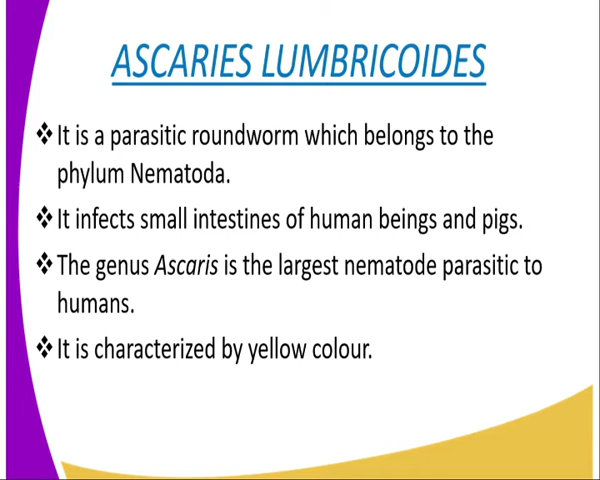 ASCARIES LUMBRICOIDES
❖It is a parasitic roundworm which belongs to the
phylum Nematoda.
❖It infects small intestines of human beings and pigs.
❖The genus Ascaris is the largest nematode parasitic to
humans.
❖It is characterized by yellow colour.